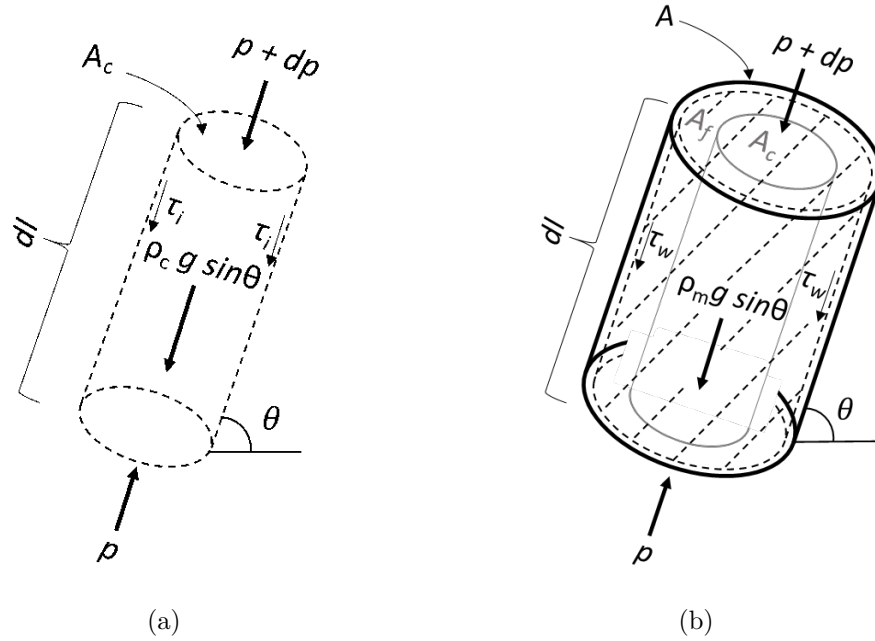 A_c
p + dp
dl
τ_i
τ_i
ρ_c g sinθ
θ
p
(a)
A
p + dp
A_f
A_c
dl
τ_w
τ_w
ρ_m g sinθ
θ
p
(b)